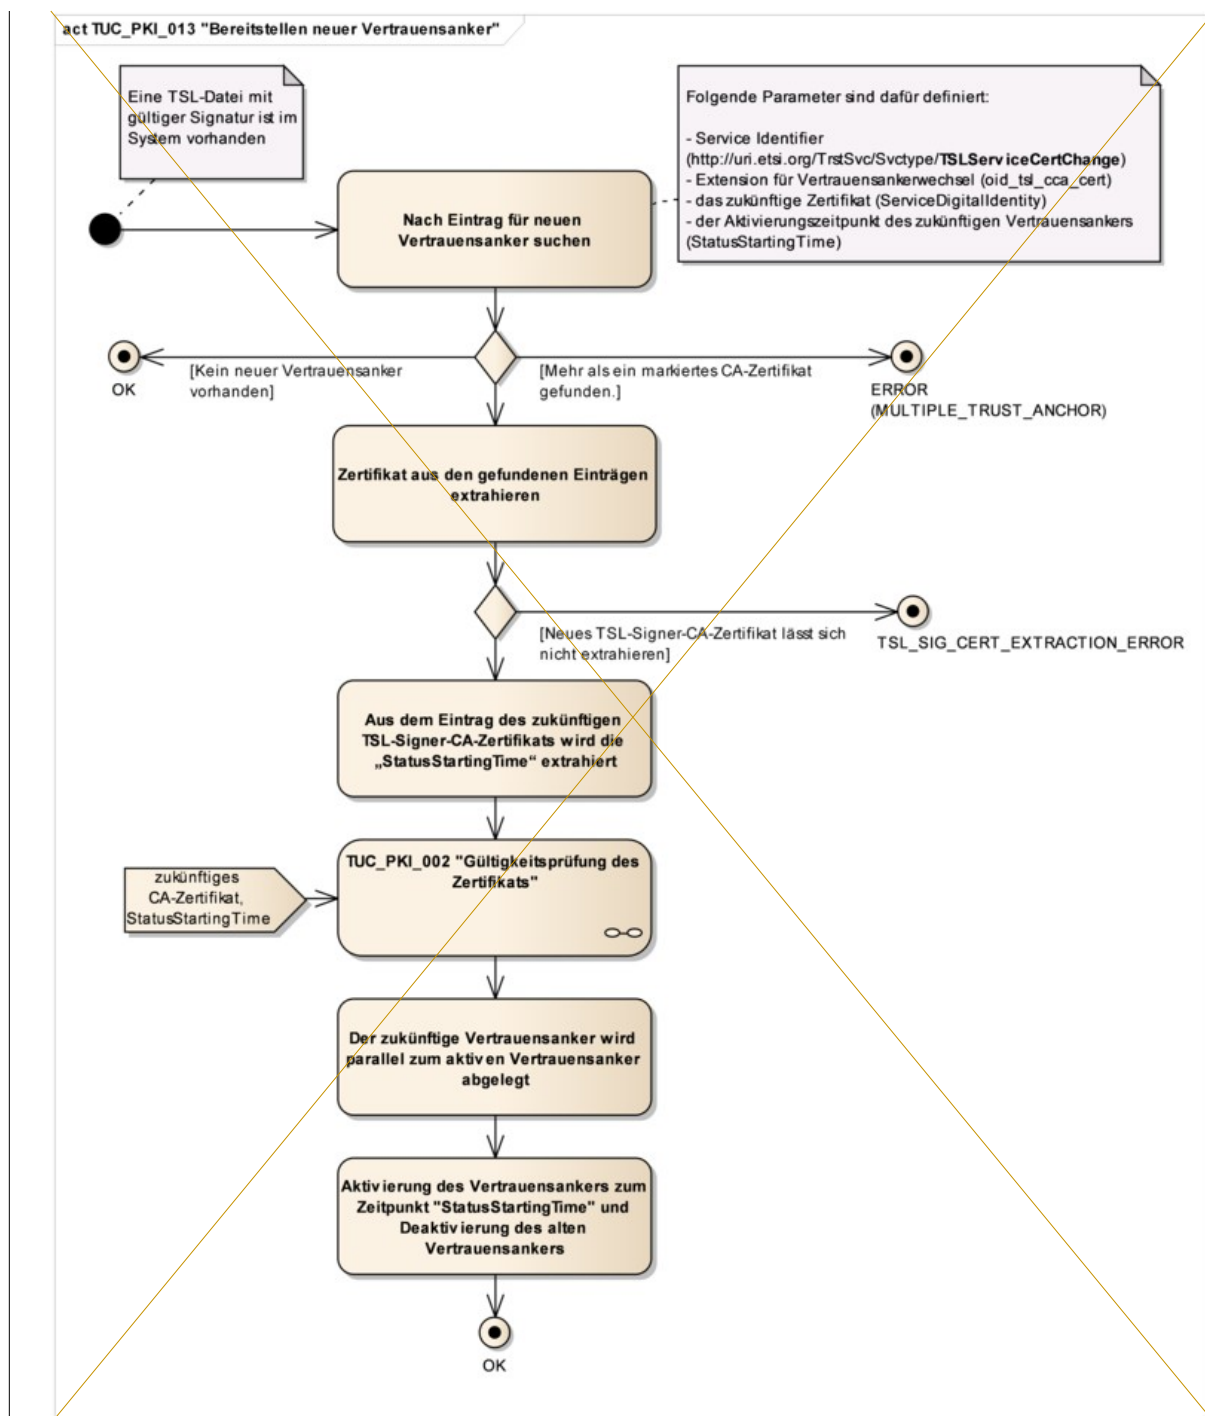 act TUC_PKI_013 "Bereitstellen neuer Vertrauensanker"
Eine TSL-Datei mit
gültiger Signatur ist im
System vorhanden
Folgende Parameter sind dafür definiert:
- Service Identifier
(http://uri.etsi.org/TrstSvc/Svctype/TSLServiceCertChange)
- Extension für Vertrauensankerwechsel (oid_tsl_cca_cert)
- das zukünftige Zertifikat (ServiceDigitalIdentity)
- der Aktivierungszeitpunkt des zukünftigen Vertrauensankers
(StatusStartingTime)
Nach Eintrag für neuen
Vertrauensanker suchen
[Kein neuer Vertrauensanker
vorhanden]
OK
[Mehr als ein markiertes CA-Zertifikat
gefunden.]
ERROR
(MULTIPLE_TRUST_ANCHOR)
Zertifikat aus den gefundenen Einträgen
extrahieren
[Neues TSL-Signer-CA-Zertifikat lässt sich
nicht extrahieren]
TSL_SIG_CERT_EXTRACTION_ERROR
Aus dem Eintrag des zukünftigen
TSL-Signer-CA-Zertifikats wird die
„StatusStartingTime“ extrahiert
zukünftiges
CA-Zertifikat,
StatusStartingTime
TUC_PKI_002 "Gültigkeitsprüfung des
Zertifikats"
Der zukünftige Vertrauensanker wird
parallel zum aktiven Vertrauensanker
abgelegt
Aktivierung des Vertrauensankers zum
Zeitpunkt "StatusStartingTime" und
Deaktivierung des alten
Vertrauensankers
OK